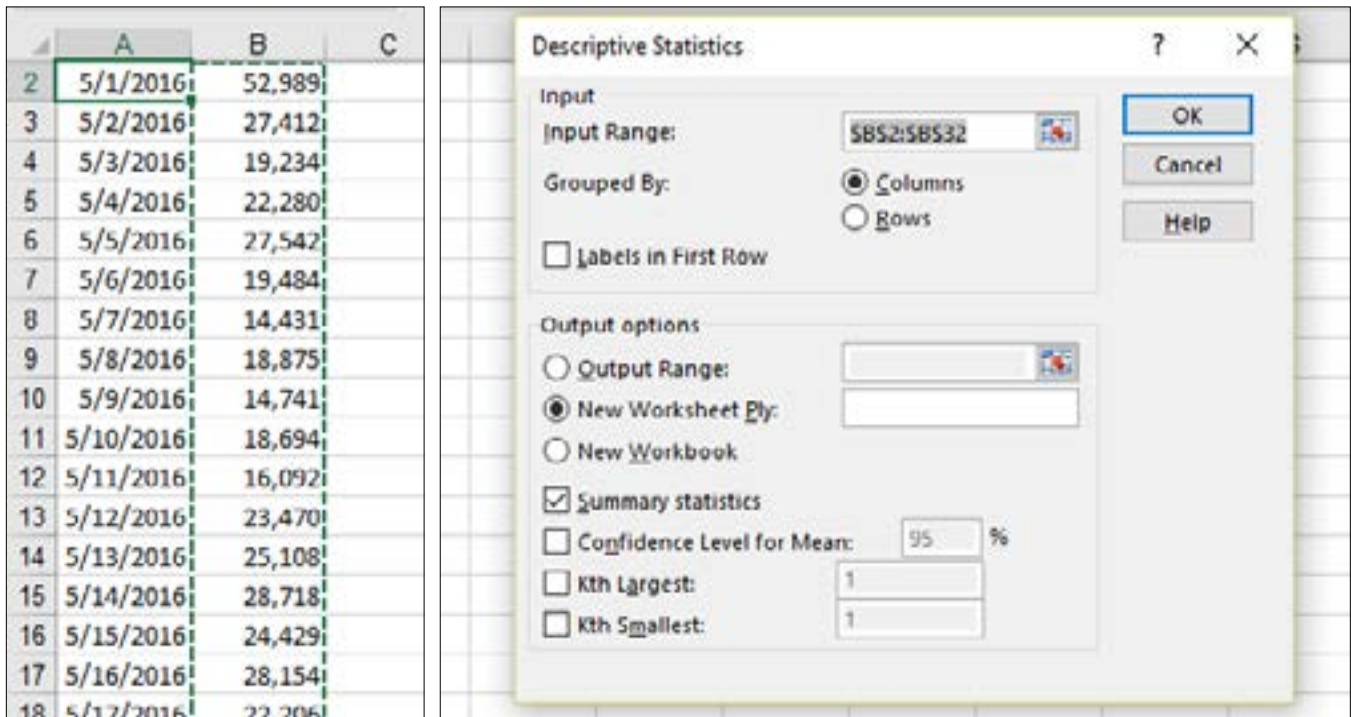 A B C
2 5/1/2016 52,989
3 5/2/2016 27,412
4 5/3/2016 19,234
5 5/4/2016 22,280
6 5/5/2016 27,542
7 5/6/2016 19,484
8 5/7/2016 14,431
9 5/8/2016 18,875
10 5/9/2016 14,741
11 5/10/2016 18,694
12 5/11/2016 16,092
13 5/12/2016 23,470
14 5/13/2016 25,108
15 5/14/2016 28,718
16 5/15/2016 24,429
17 5/16/2016 28,154
18 5/17/2016 22,206
Descriptive Statistics ? X
Input
Input Range: $B$2:$B$32
Grouped By: Columns
Rows
Labels in First Row
OK
Cancel
Help
Output options
Output Range:
New Worksheet Ply:
New Workbook
Summary statistics
Confidence Level for Mean: 95 %
Kth Largest: 1
Kth Smallest: 1